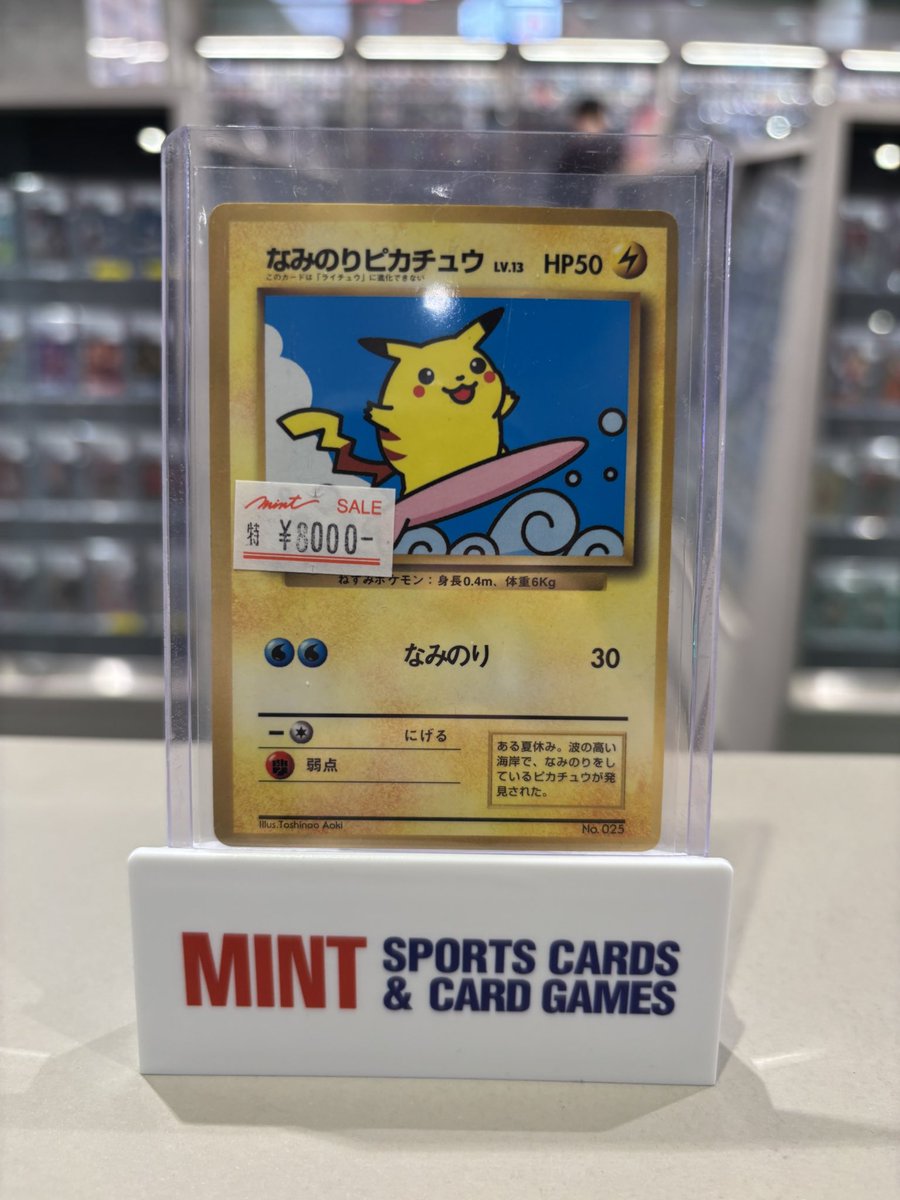 なみのりピカチュウ LV.13 HP50
このカードは「ライチュウ」に進化できない
mint SALE
特 ¥8000-
ねずみポケモン:身長0.4m、体重6Kg
なみのり 30
にげる
弱点
ある夏休み。波の高い
海岸で、なみのりをし
ているピカチュウが発
見された。
Illus.Toshinao Aoki
No.025
MINT SPORTS CARDS
& CARD GAMES